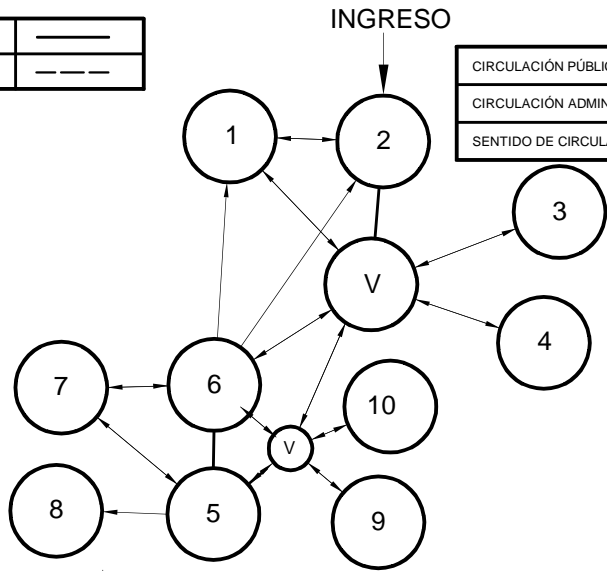 INGRESO
CIRCULACIÓN PÚBLIC
CIRCULACIÓN ADMIN
SENTIDO DE CIRCULA
1
2
3
V
4
7
6
10
V
8
5
9